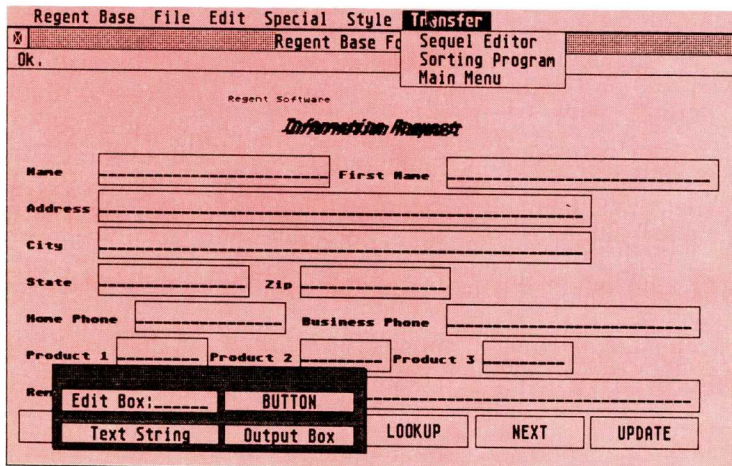 Regent Base File Edit Special Style Transfer
Regent Base Fo
Sequel Editor
Sorting Program
Main Menu
Ok.
Regent Software
Information Request
Name First Name
Address
City
State Zip
Home Phone Business Phone
Product 1 Product 2 Product 3
Rem
Edit Box: BUTTON
Text String Output Box
LOOKUP NEXT UPDATE